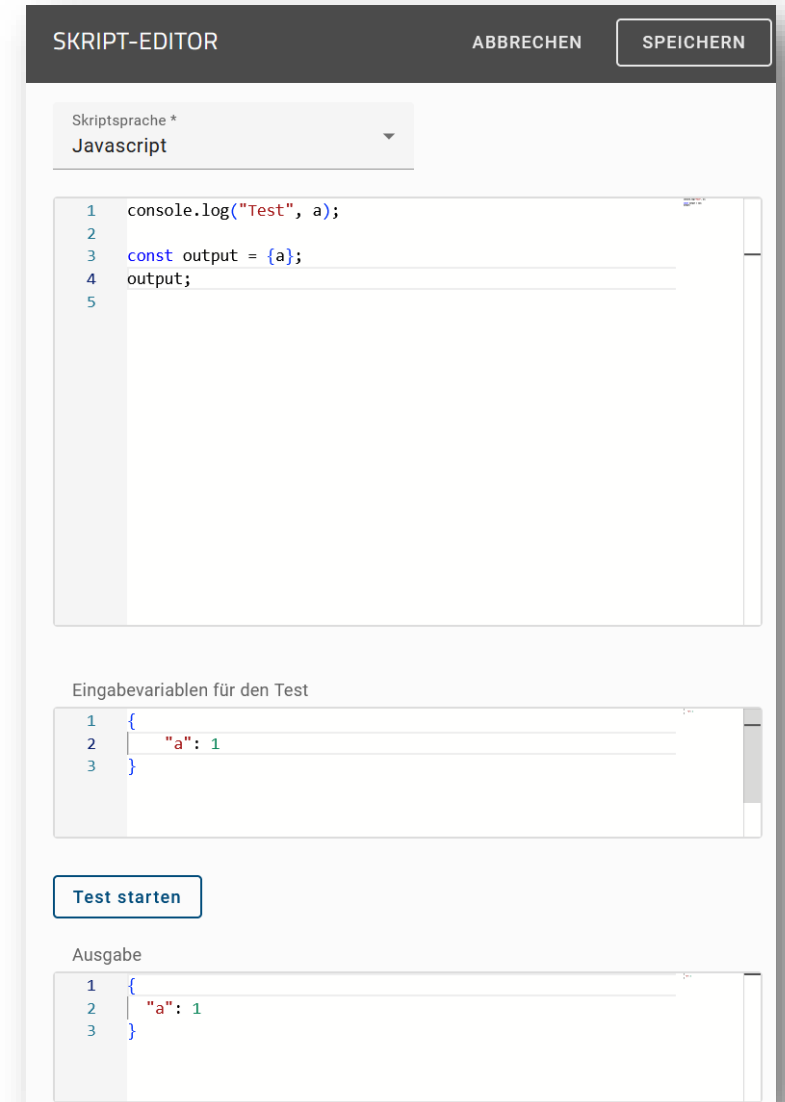 SKRIPT-EDITOR ABBRECHEN SPEICHERN
Skriptsprache *
Javascript
1 console.log("Test", a);
2
3 const output = {a};
4 output;
5
Eingabevariablen für den Test
1 {
2 "a": 1
3 }
Test starten
Ausgabe
1 {
2 "a": 1
3 }